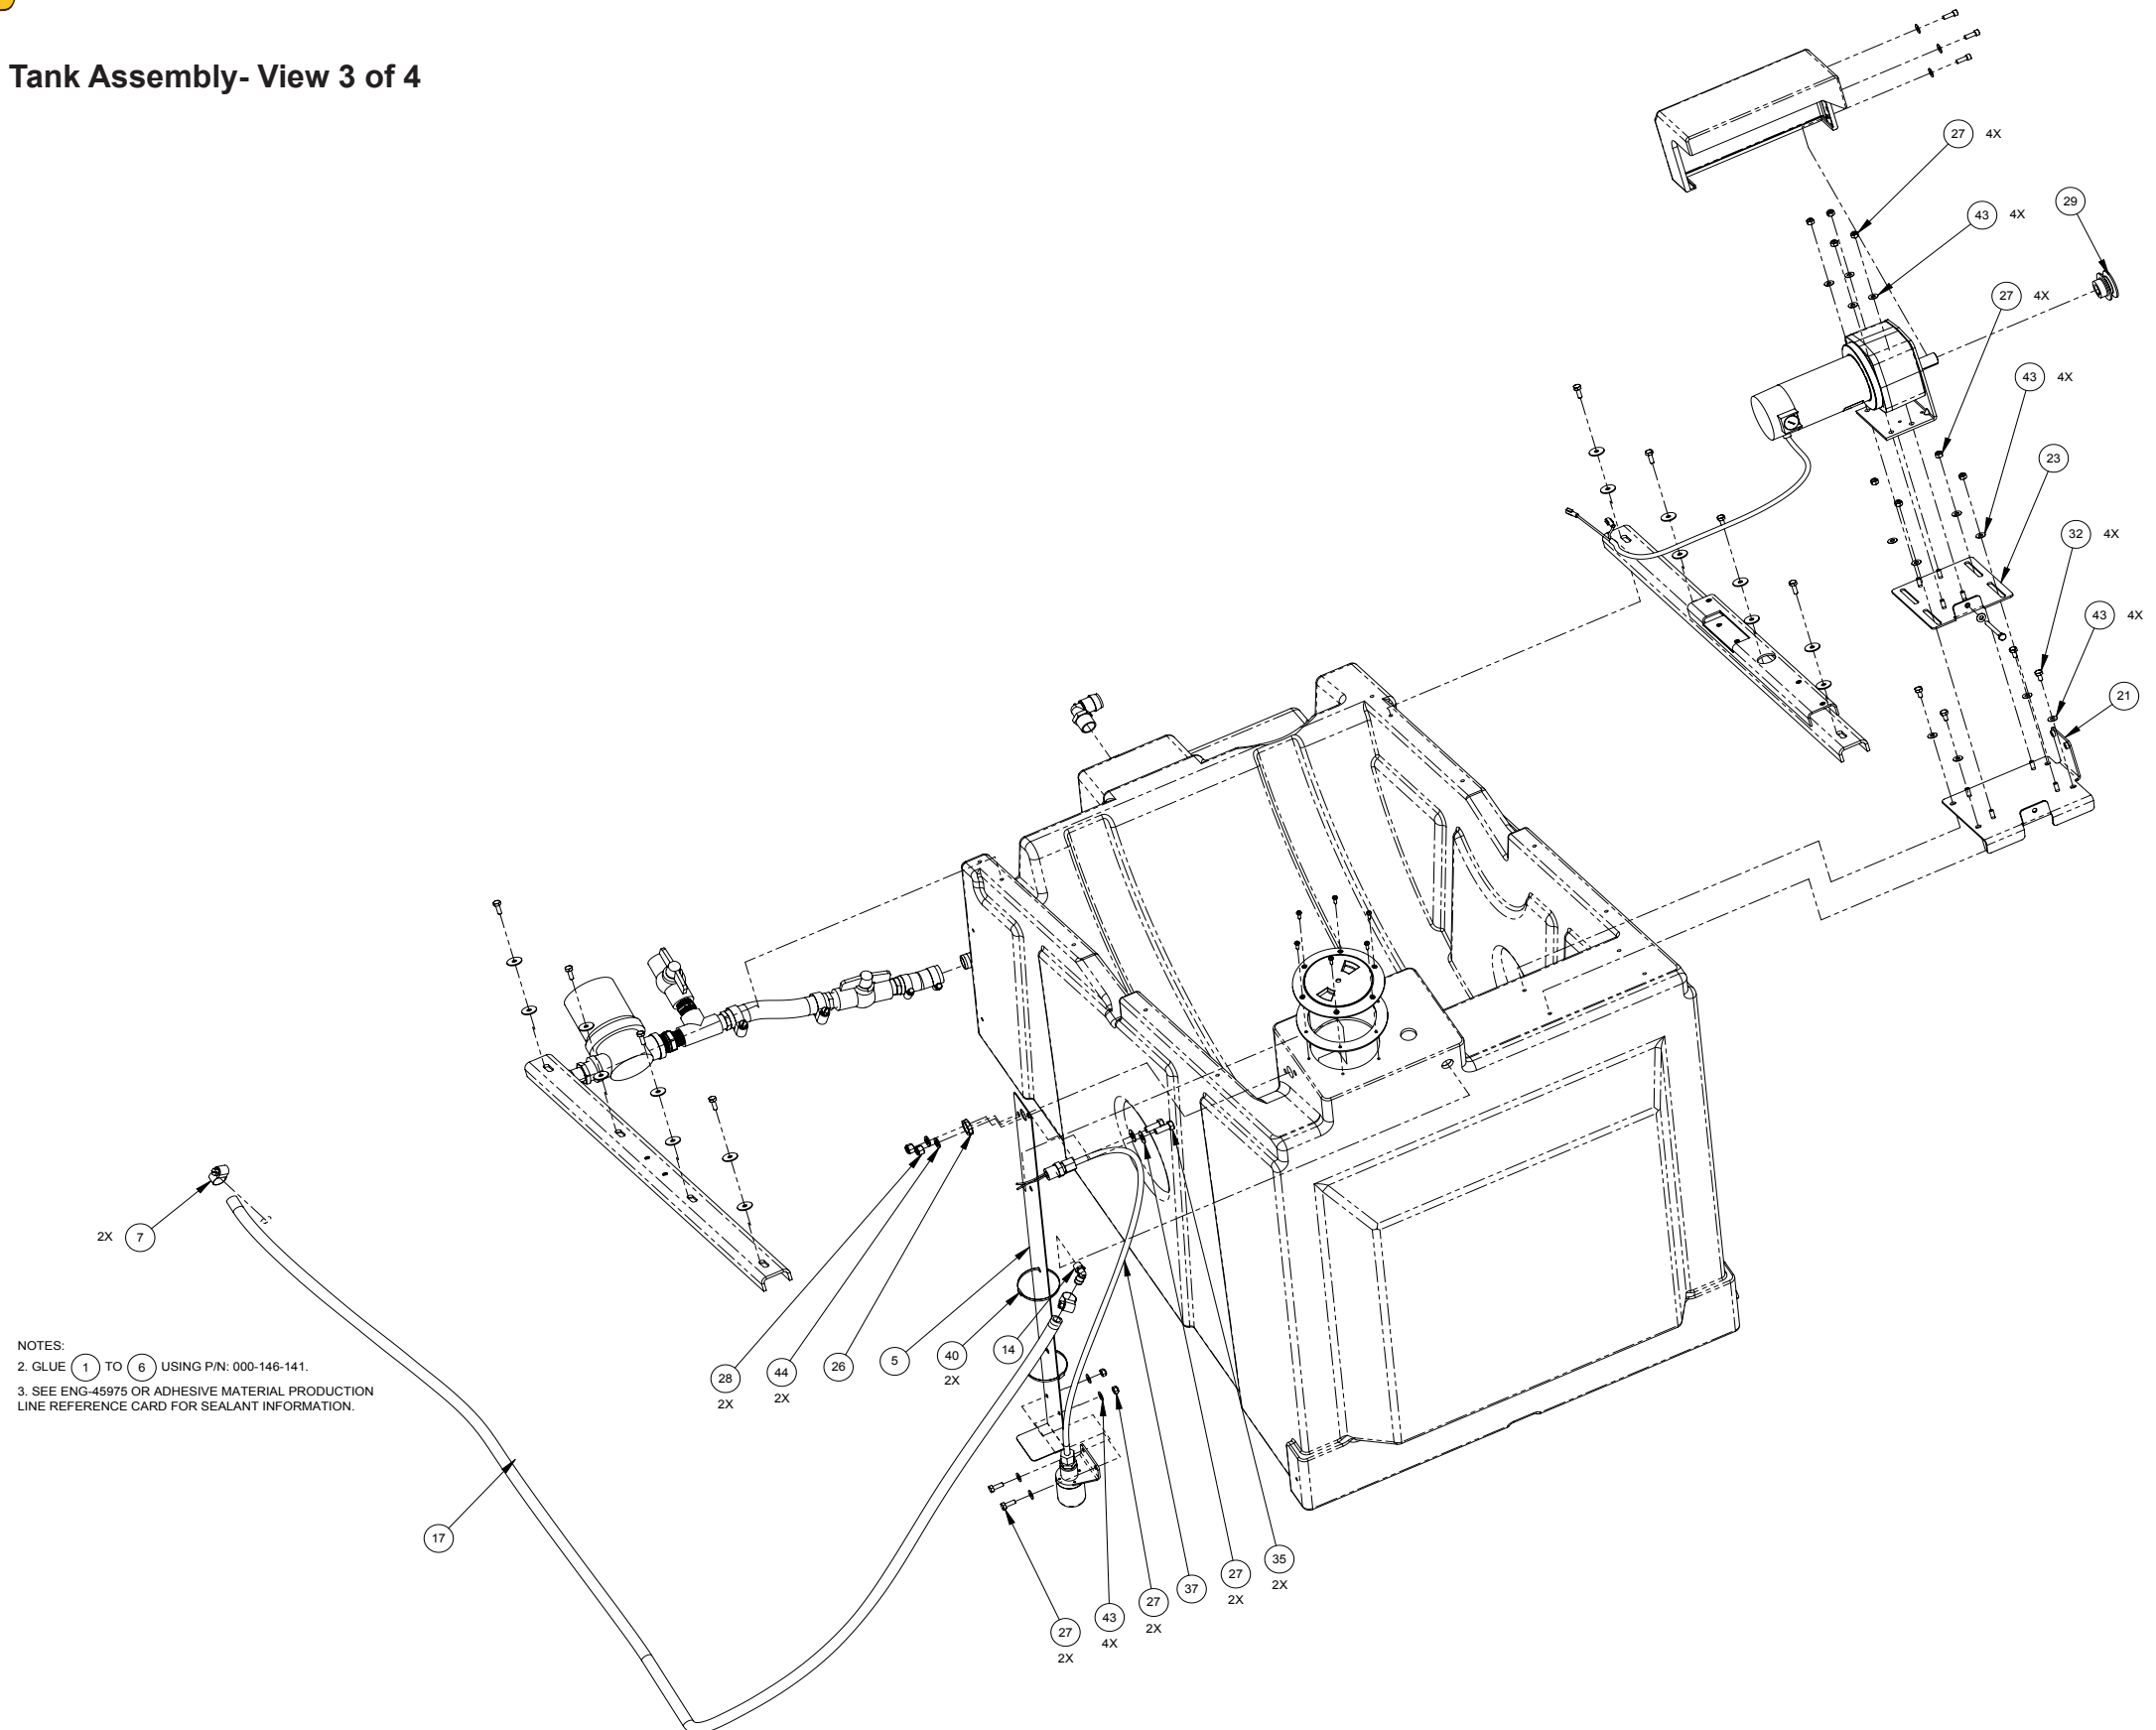 Tank Assembly- View 3 of 4
27 4X
43 4X
29
27 4X
43 4X
23
32 4X
43 4X
21
2X 7
NOTES:
2. GLUE 1 TO 6 USING P/N: 000-146-141.
3. SEE ENG-45975 OR ADHESIVE MATERIAL PRODUCTION
LINE REFERENCE CARD FOR SEALANT INFORMATION.
28
2X
44
2X
26
5
40
2X
14
17
27
2X
43
4X
27
2X
37
27
2X
35
2X